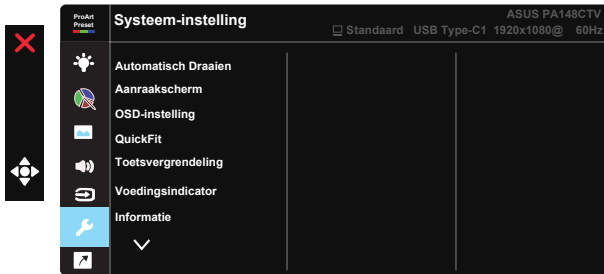 ProArt
Preset
Systeem-instelling
ASUS PA148CTV
Standaard USB Type-C1 1920x1080@ 60Hz
Automatisch Draaien
Aanraakscherm
OSD-instelling
QuickFit
Toetsvergrendeling
Voedingsindicator
Informatie